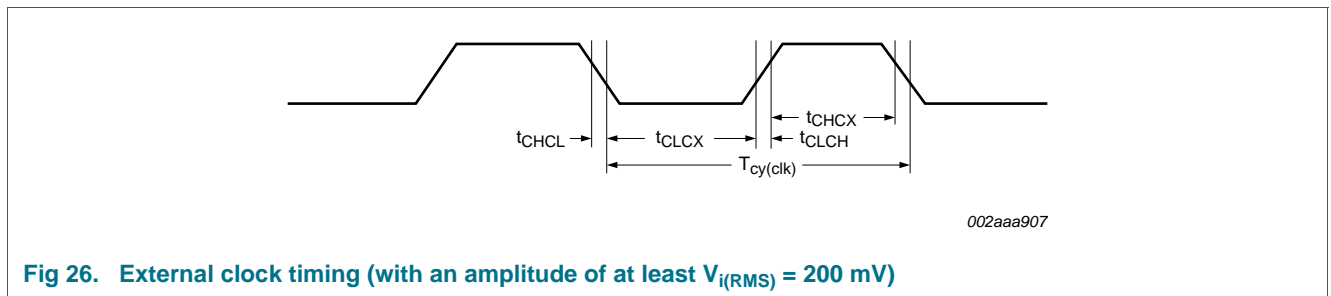 tCHCX
tCHCL
tCLCX
tCLCH
Tcy(clk)
002aaa907
Fig 26. External clock timing (with an amplitude of at least Vi(RMS) = 200 mV)